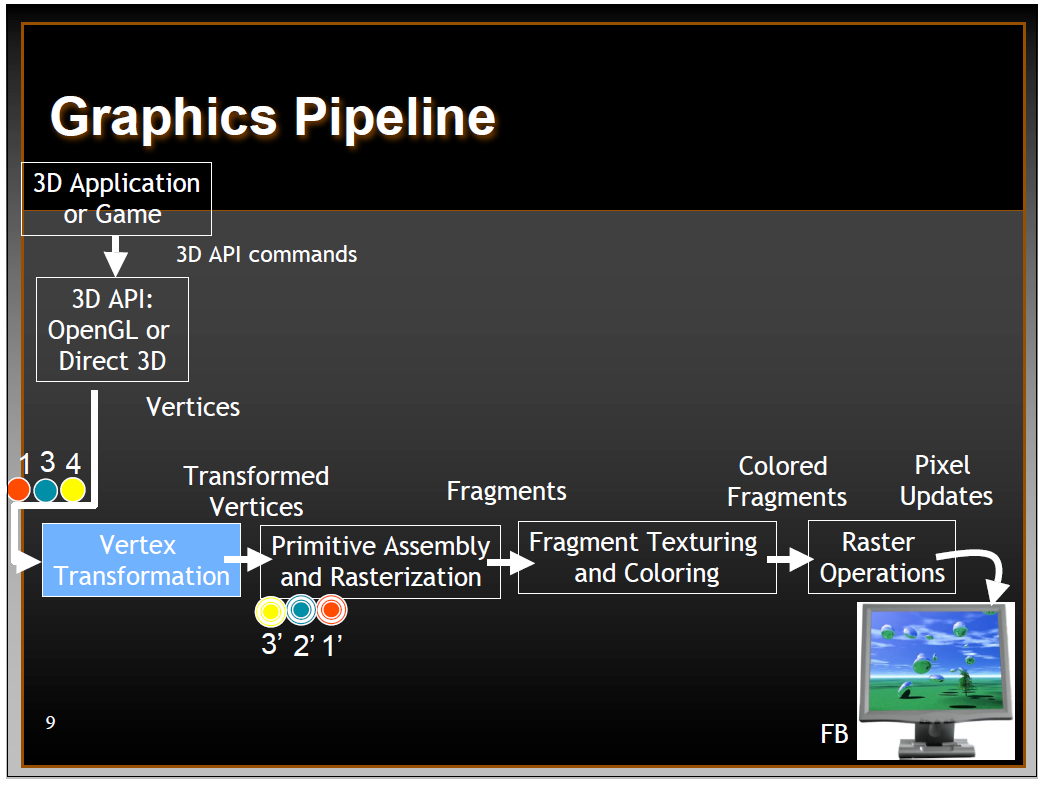 Graphics Pipeline
3D Application
or Game
3D API commands
3D API:
OpenGL or
Direct 3D
Vertices
1 3 4
Transformed
Vertices
Fragments
Colored
Fragments
Pixel
Updates
Vertex
Transformation
Primitive Assembly
and Rasterization
Fragment Texturing
and Coloring
Raster
Operations
3’ 2’ 1’
9
FB